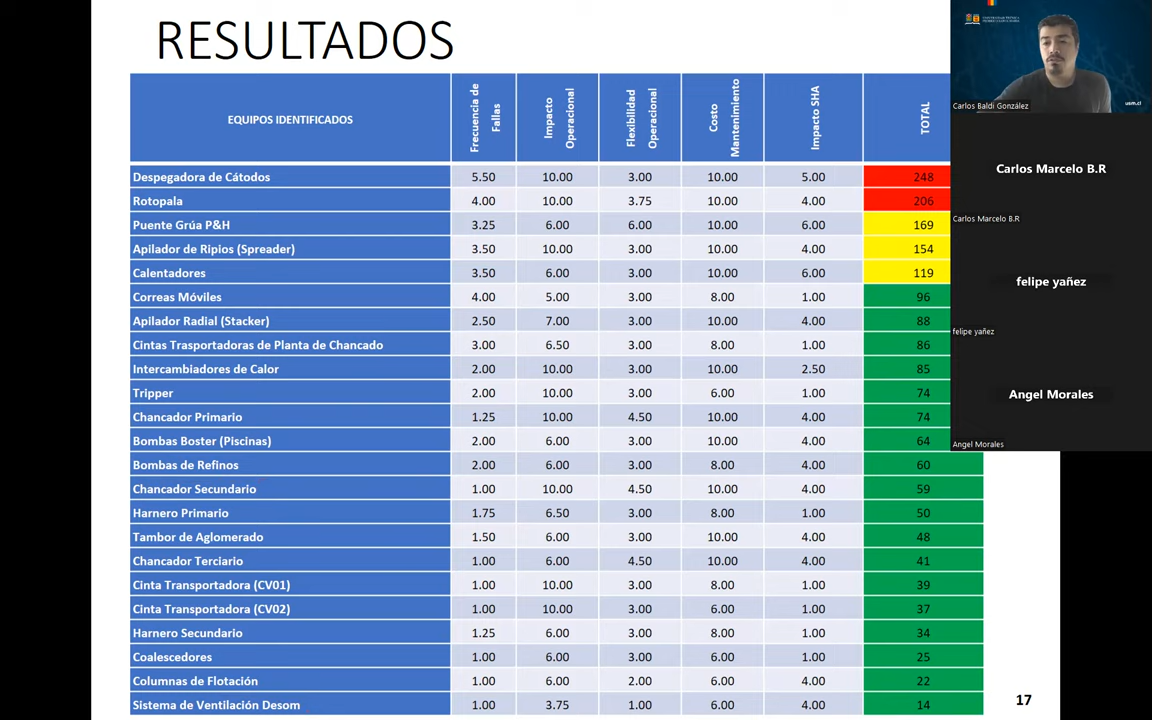 RESULTADOS
EQUIPOS IDENTIFICADOS Frecuencia de Fallas Impacto Operacional Flexibilidad Operacional Costo Mantenimiento Impacto SHA TOTAL
Despegadora de Cátodos 5.50 10.00 3.00 10.00 5.00 248
Rotopala 4.00 10.00 3.75 10.00 4.00 206
Puente Grúa P&H 3.25 6.00 6.00 10.00 6.00 169
Apilador de Ripios (Spreader) 3.50 10.00 3.00 10.00 4.00 154
Calentadores 3.50 6.00 3.00 10.00 6.00 119
Correas Móviles 4.00 5.00 3.00 8.00 1.00 96
Apilador Radial (Stacker) 2.50 7.00 3.00 10.00 4.00 88
Cintas Trasportadoras de Planta de Chancado 3.00 6.50 3.00 8.00 1.00 86
Intercambiadores de Calor 2.00 10.00 3.00 10.00 2.50 85
Tripper 2.00 10.00 3.00 6.00 1.00 74
Chancador Primario 1.25 10.00 4.50 10.00 4.00 74
Bombas Boster (Piscinas) 2.00 6.00 3.00 10.00 4.00 64
Bombas de Refinos 2.00 6.00 3.00 8.00 4.00 60
Chancador Secundario 1.00 10.00 4.50 10.00 4.00 59
Harnero Primario 1.75 6.50 3.00 8.00 1.00 50
Tambor de Aglomerado 1.50 6.00 3.00 10.00 4.00 48
Chancador Terciario 1.00 6.00 4.50 10.00 4.00 41
Cinta Transportadora (CV01) 1.00 10.00 3.00 8.00 1.00 39
Cinta Transportadora (CV02) 1.00 10.00 3.00 6.00 1.00 37
Harnero Secundario 1.25 6.00 3.00 8.00 1.00 34
Coalescedores 1.00 6.00 3.00 6.00 1.00 25
Columnas de Flotación 1.00 6.00 2.00 6.00 4.00 22
Sistema de Ventilación Desom 1.00 3.75 1.00 6.00 4.00 14
17
usm.cl
Carlos Baldi González
Carlos Marcelo B.R
Carlos Marcelo B.R
felipe yañez
felipe yañez
Angel Morales
Angel Morales